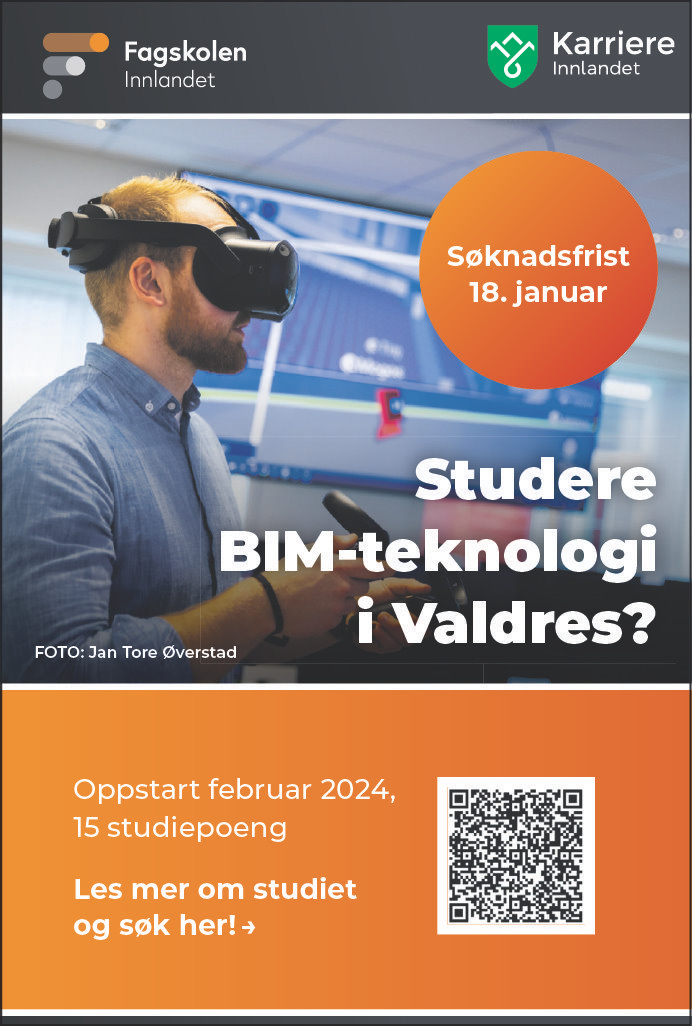 Fagskolen
Innlandet
Karriere
Innlandet
Søknadsfrist
18. januar
Studere
BIM-teknologi
i Valdres?
FOTO: Jan Tore Øverstad
Oppstart februar 2024,
15 studiepoeng
Les mer om studiet
og søk her!→